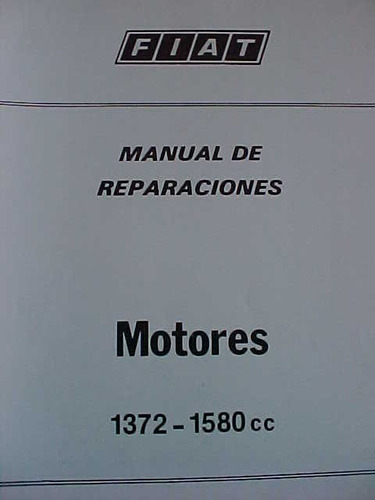 FIAT
MANUAL DE
REPARACIONES
Motores
1372-1580 cc